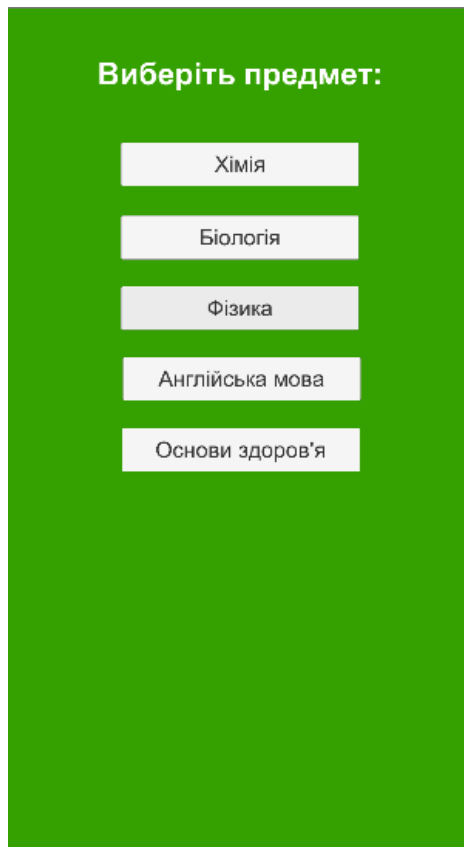 Виберіть предмет:
Хімія
Біологія
Фізика
Англійська мова
Основи здоров'я